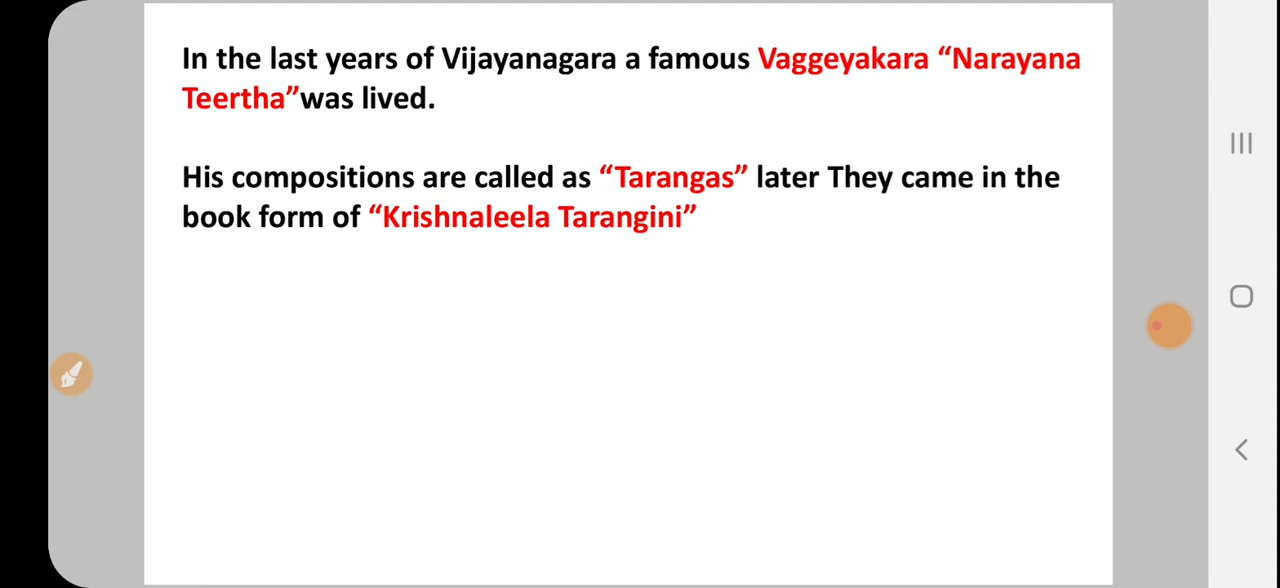 In the last years of Vijayanagara a famous Vaggeyakara “Narayana
Teertha”was lived.
His compositions are called as “Tarangas” later They came in the
book form of “Krishnaleela Tarangini”